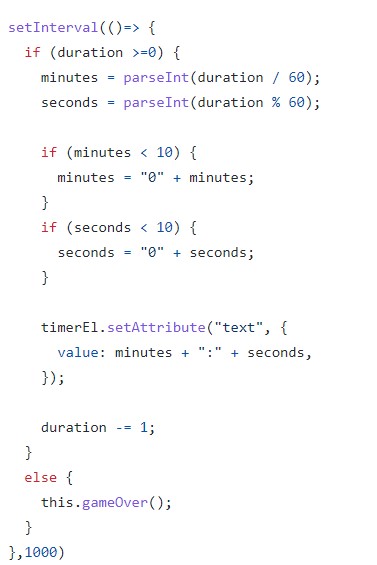 setInterval(()=> {
  if (duration >=0) {
    minutes = parseInt(duration / 60);
    seconds = parseInt(duration % 60);

    if (minutes < 10) {
      minutes = "0" + minutes;
    }
    if (seconds < 10) {
      seconds = "0" + seconds;
    }

    timerEl.setAttribute("text", {
      value: minutes + ":" + seconds,
    });

    duration -= 1;
  }
  else {
    this.gameOver();
  }
},1000)